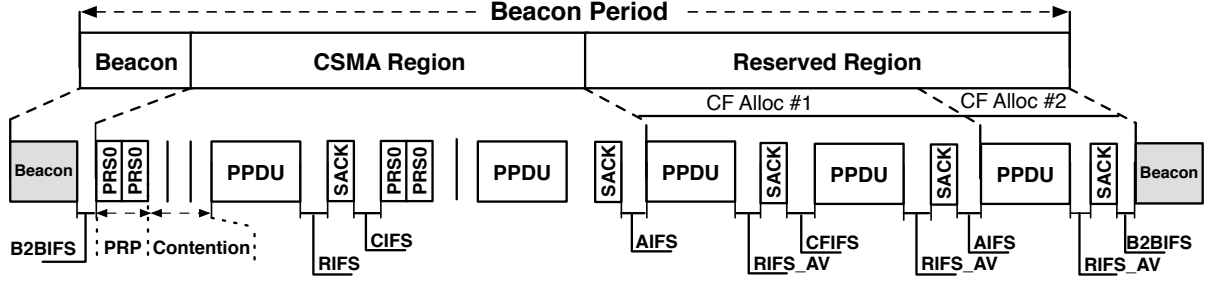 Beacon Period
Beacon CSMA Region Reserved Region
CF Alloc #1 CF Alloc #2
Beacon PRS0 PRS0 PPDU SACK PRS0 PRS0 PPDU SACK PPDU SACK PPDU SACK PPDU SACK Beacon
B2BIFS PRP Contention CIFS AIFS CFIFS AIFS B2BIFS
RIFS RIFS_AV RIFS_AV RIFS_AV